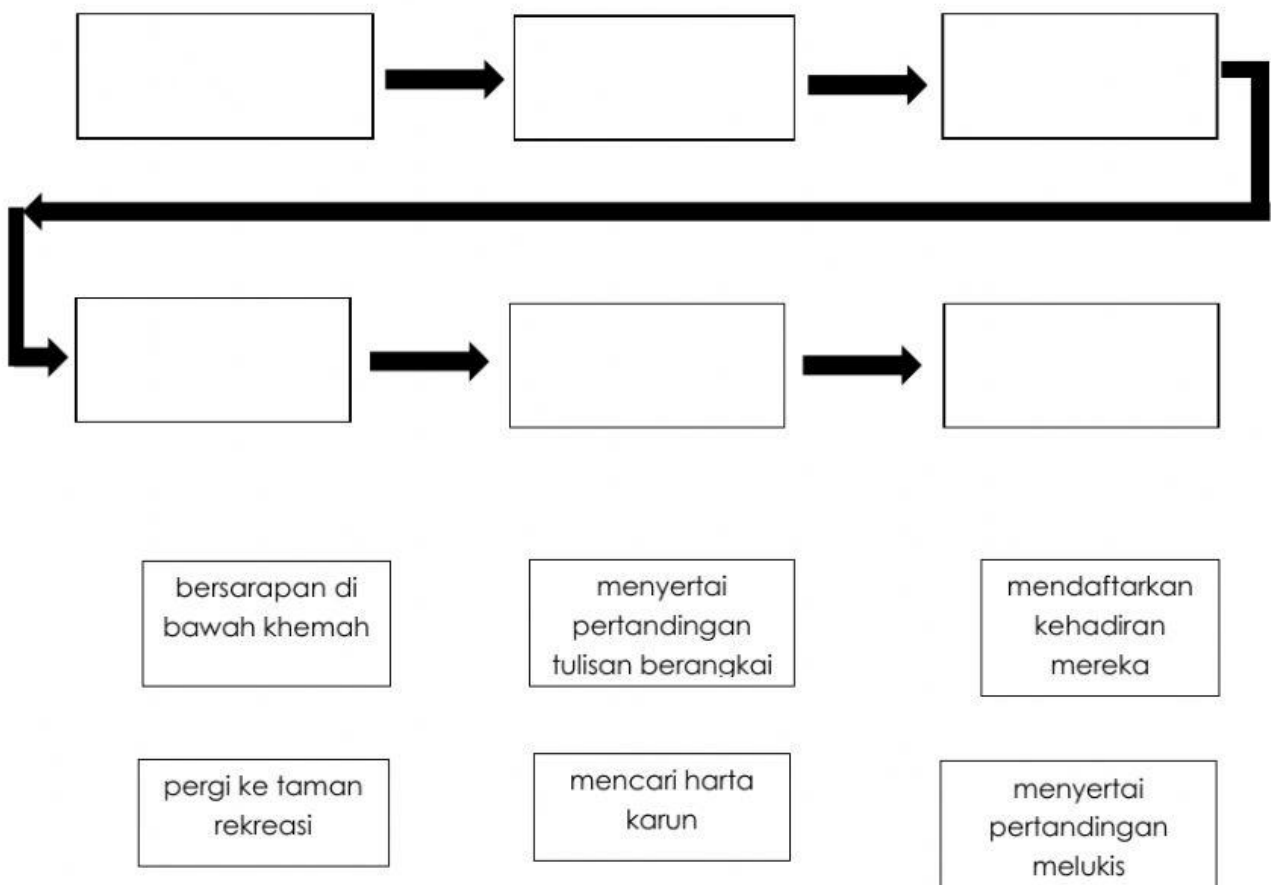 bersarapan di
bawah khemah
menyertai
pertandingan
tulisan berangkai
mendaftarkan
kehadiran
mereka
pergi ke taman
rekreasi
mencari harta
karun
menyertai
pertandingan
melukis